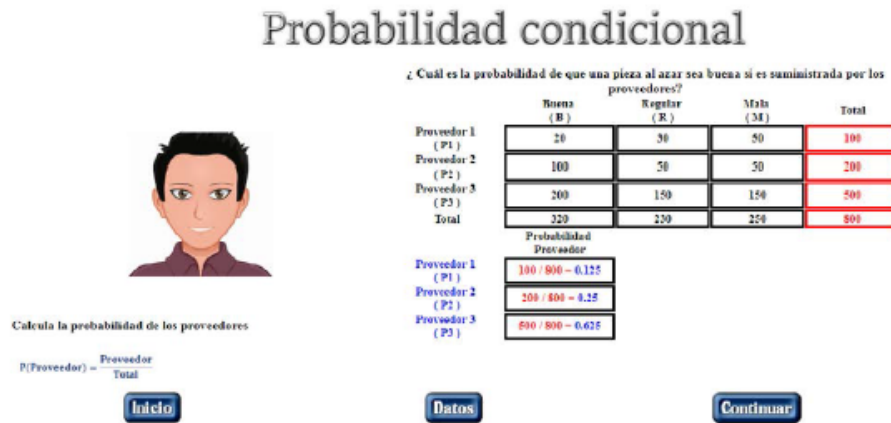 Probabilidad condicional
¿ Cuál es la probabilidad de que una pieza al azar sea buena si es suministrada por los
proveedores?
Buena Regular Mala Total
( B ) ( R ) ( M )
Proveedor 1 20 30 50 100
( P1 )
Proveedor 2 100 50 50 200
( P2 )
Proveedor 3 200 150 150 500
( P3 )
Total 320 230 250 800
Probabilidad
Proveedor
Proveedor 1 100 / 800 = 0.125
( P1 )
Proveedor 2 200 / 800 = 0.25
( P2 )
Proveedor 3 500 / 800 = 0.625
( P3 )
Calcula la probabilidad de los proveedores
P(Proveedor) = Proveedor
Total
Inicio Datos Continuar